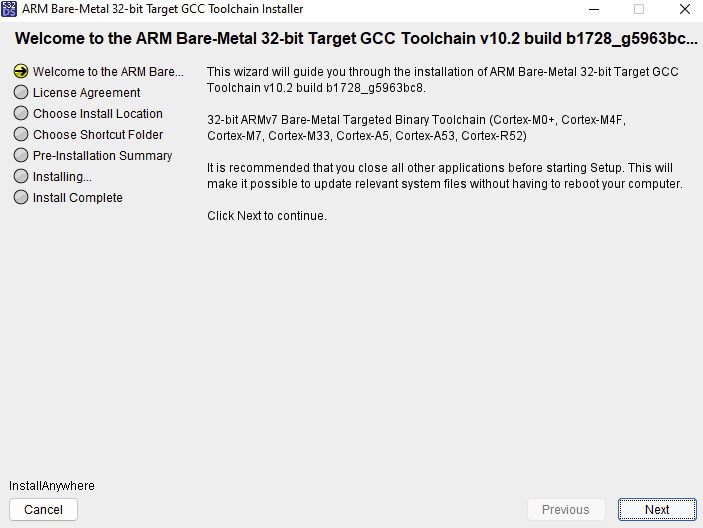 S32
DS
ARM Bare-Metal 32-bit Target GCC Toolchain Installer
Welcome to the ARM Bare-Metal 32-bit Target GCC Toolchain v10.2 build b1728_g5963bc...
Welcome to the ARM Bare...
License Agreement
Choose Install Location
Choose Shortcut Folder
Pre-Installation Summary
Installing...
Install Complete
This wizard will guide you through the installation of ARM Bare-Metal 32-bit Target GCC
Toolchain v10.2 build b1728_g5963bc8.
32-bit ARMv7 Bare-Metal Targeted Binary Toolchain (Cortex-M0+, Cortex-M4F,
Cortex-M7, Cortex-M33, Cortex-A5, Cortex-A53, Cortex-R52)
It is recommended that you close all other applications before starting Setup. This will
make it possible to update relevant system files without having to reboot your computer.
Click Next to continue.
InstallAnywhere
Cancel
Previous
Next